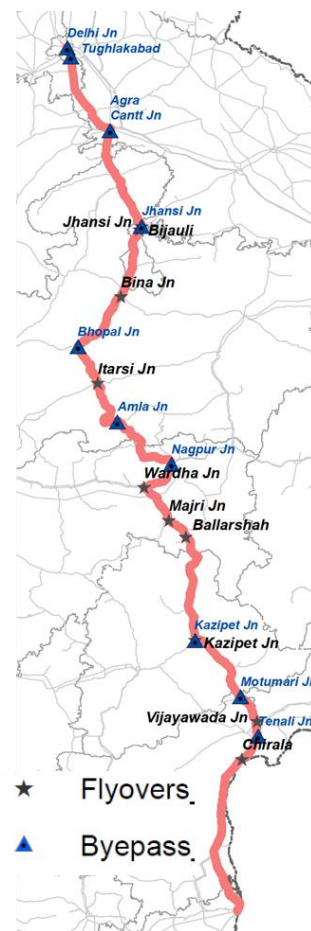 Delhi Jn
Tughlakabad
Agra
Cantt Jn
Jhansi Jn
Jhansi Jn
Bijauli
Bina Jn
Bhopal Jn
Itarsi Jn
Amla Jn
Nagpur Jn
Wardha Jn
Majri Jn
Ballarshah
Kazipet Jn
Kazipet Jn
Motumari J
Vijayawada Jn
Tenali Jn
Chirala
Flyovers.
Byepass.